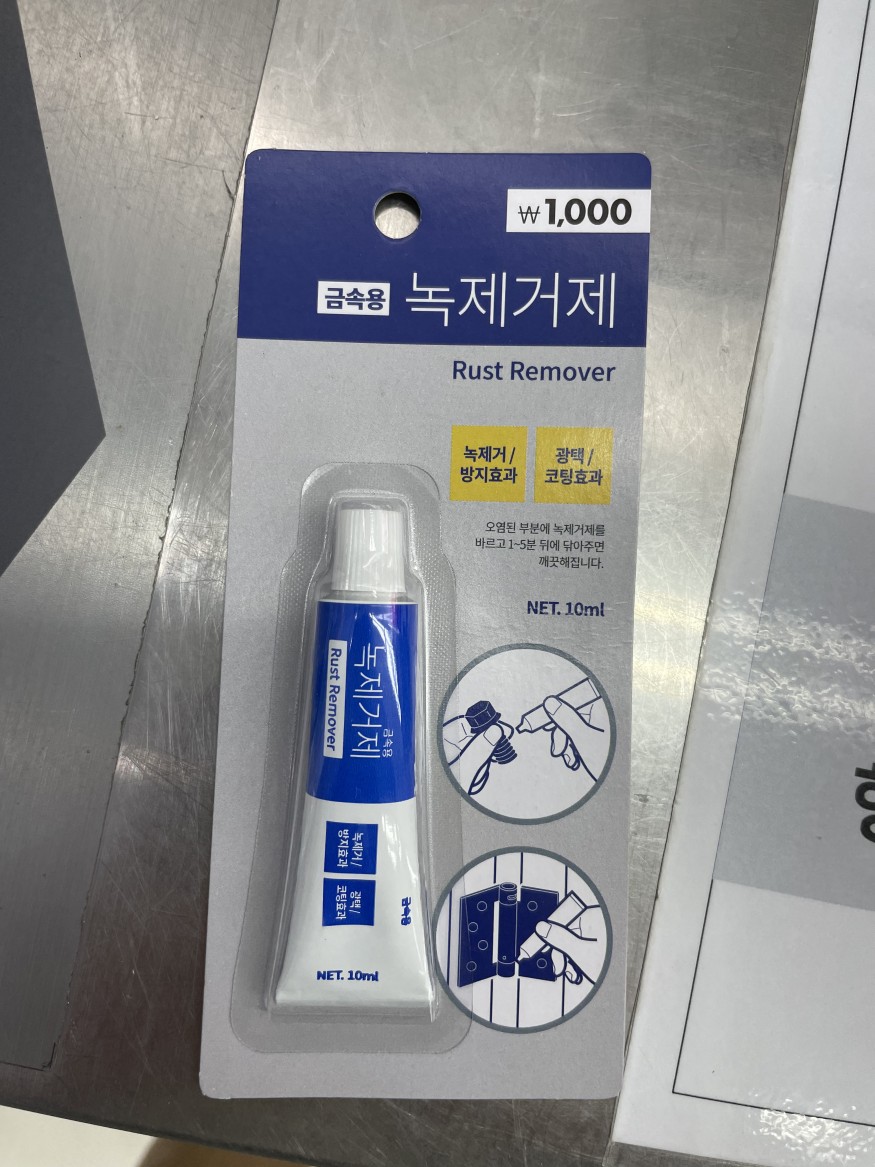 ₩1,000
금속용 녹제거제
Rust Remover
녹제거/
방지효과
광택/
코팅효과
오염된 부분에 녹제거제를
바르고 1~5분 뒤에 닦아주면
깨끗해집니다.
NET. 10ml
금속용
녹제거제
Rust Remover
녹제거/
방지효과
광택/
코팅효과
금속용
NET. 10ml